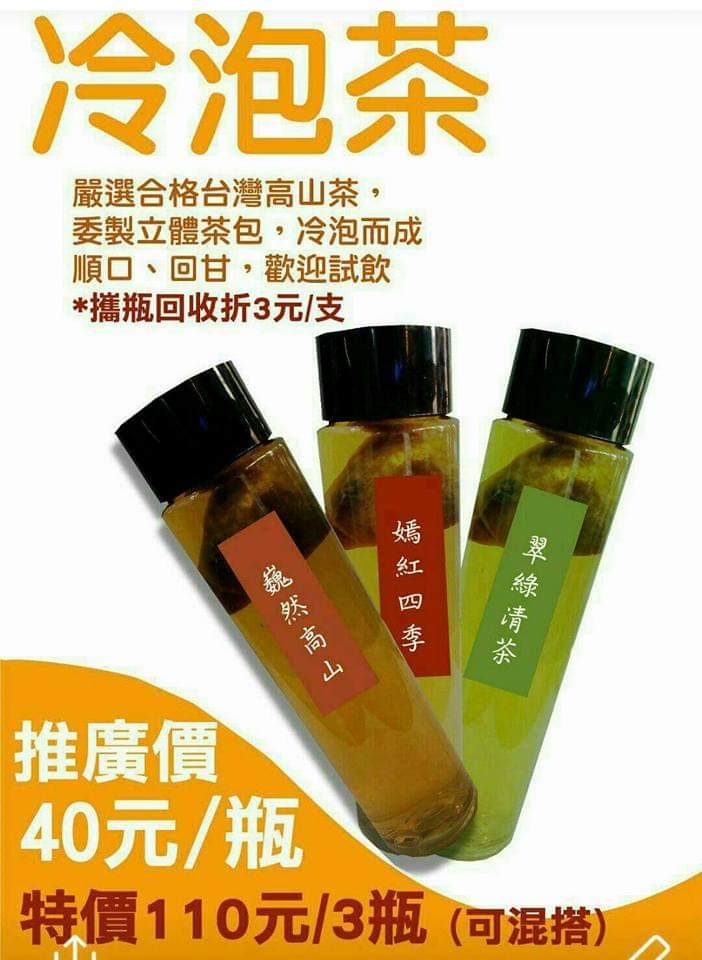 冷泡茶
嚴選合格台灣高山茶，
委製立體茶包，冷泡而成
順口、回甘，歡迎試飲
*攜瓶回收折3元/支
巍然高山
嫣紅四季
翠綠清茶
推廣價
40元/瓶
特價110元/3瓶 (可混搭)